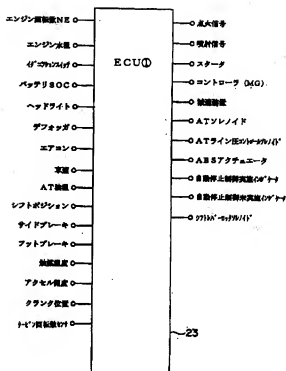 エンジン回転数NE
エンジン水温
イグニッションスイッチ
バッテリSOC
ヘッドライト
デフォッガ
エアコン
車速
AT油温
シフトポジション
サイドブレーキ
フットブレーキ
触媒温度
アクセル開度
クランク位置
タービン回転数センサ
ECU①
点火信号
噴射信号
スタータ
コントローラ (MG)
減速装置
ATソレノイド
ATライン圧コントロールソレノイド
ABSアクチュエータ
自動停止制御実施インジケータ
自動停止制御未実施インジケータ
シフトレバーロックソレノイド
23